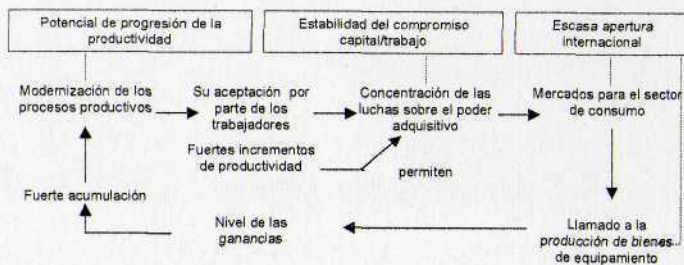 Potencial de progresión de la
productividad
Estabilidad del compromiso
capital/trabajo
Escasa apertura
internacional
Modernización de los
procesos productivos
Su aceptación por
parte de los
trabajadores
Concentración de las
luchas sobre el poder
adquisitivo
Mercados para el sector
de consumo
Fuertes incrementos
de productividad
permiten
Fuerte acumulación
Nivel de las
ganancias
Llamado a la
producción de bienes
de equipamiento